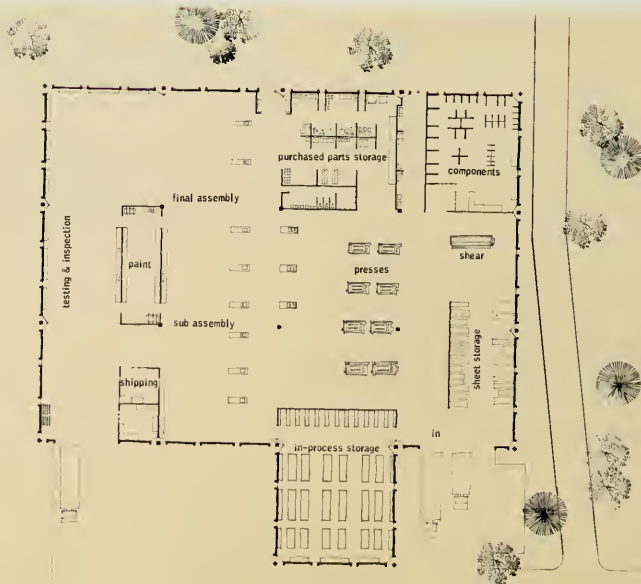 purchased parts storage
components
final assembly
testing & inspection
paint
presses
shear
sub assembly
sheet storage
shipping
in
in-process storage